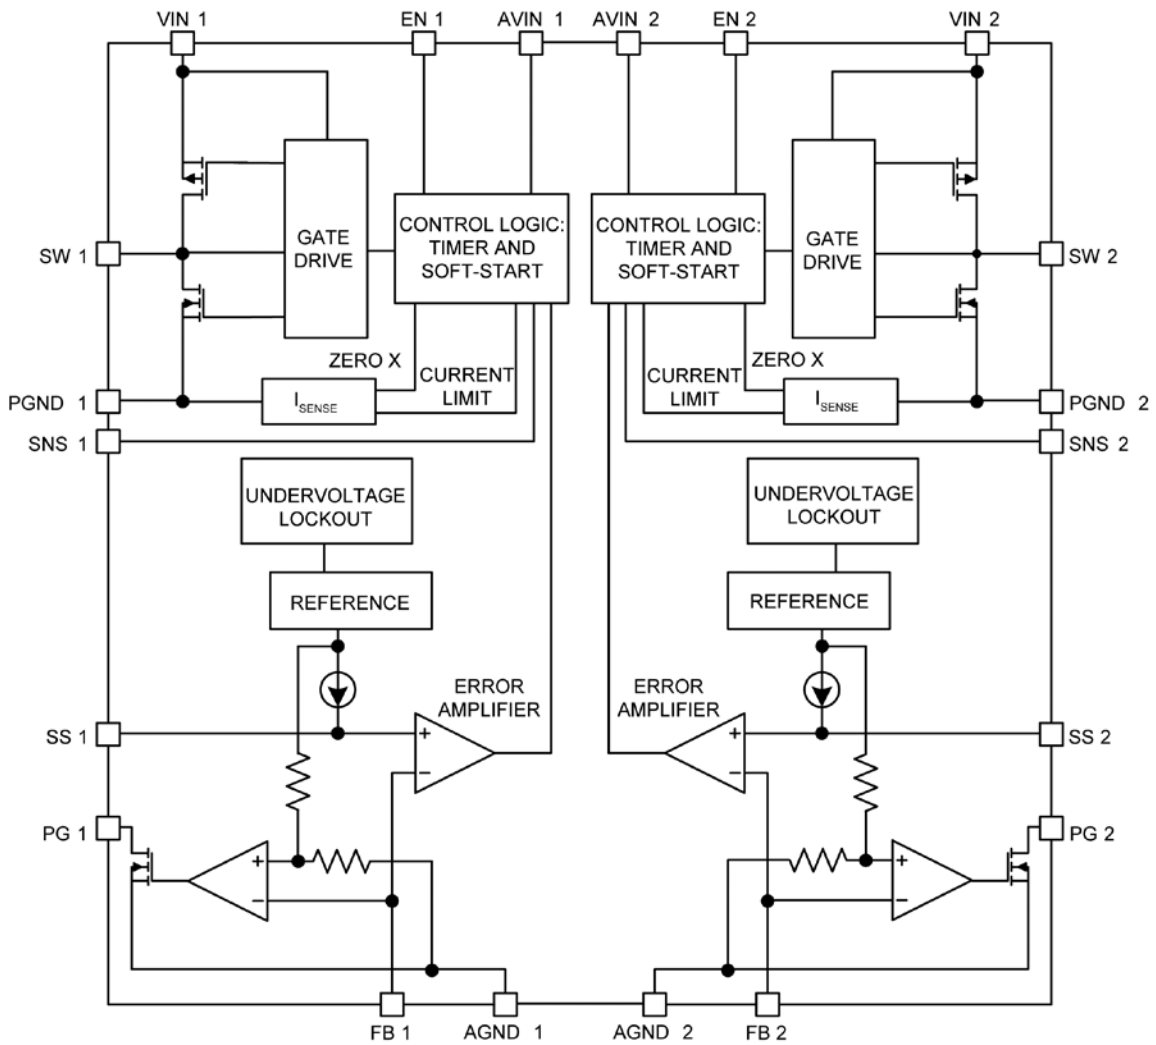 VIN 1
EN 1
AVIN 1
AVIN 2
EN 2
VIN 2
GATE
DRIVE
CONTROL LOGIC:
TIMER AND
SOFT-START
CONTROL LOGIC:
TIMER AND
SOFT-START
GATE
DRIVE
SW 1
SW 2
ZERO X
CURRENT
LIMIT
CURRENT
LIMIT
ZERO X
PGND 1
ISENSE
ISENSE
PGND 2
SNS 1
SNS 2
UNDERVOLTAGE
LOCKOUT
UNDERVOLTAGE
LOCKOUT
REFERENCE
REFERENCE
ERROR
AMPLIFIER
ERROR
AMPLIFIER
SS 1
+
−
+
−
SS 2
PG 1
+
−
+
−
PG 2
FB 1
AGND 1
AGND 2
FB 2